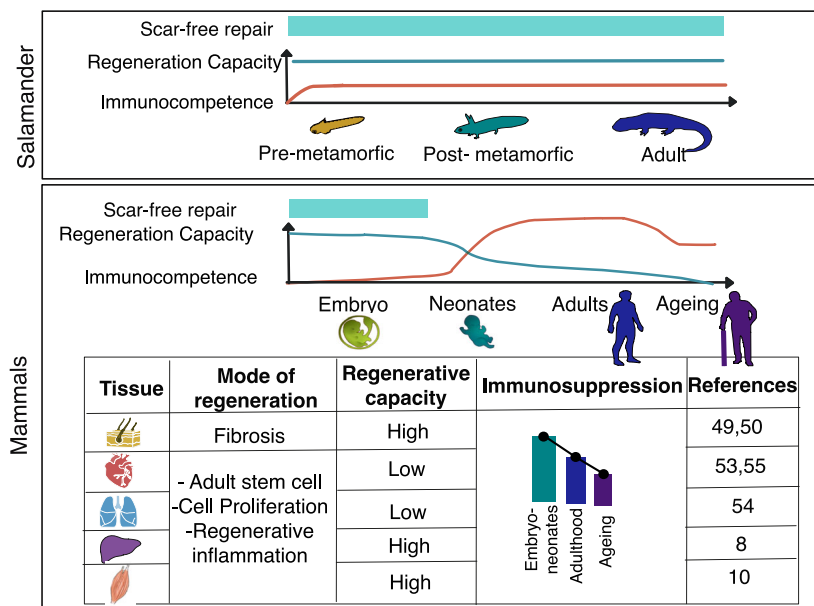 Salamander
Scar-free repair
Regeneration Capacity
Immunocompetence
Pre-metamorfic
Post- metamorfic
Adult
Mammals
Scar-free repair
Regeneration Capacity
Immunocompetence
Embryo
Neonates
Adults
Ageing
Tissue
Mode of
regeneration
Regenerative
capacity
Immunosuppression
References
Fibrosis
High
49,50
- Adult stem cell
-Cell Proliferation
-Regenerative
inflammation
Low
53,55
Low
54
High
8
High
10
Embryo-
neonates
Adulthood
Ageing